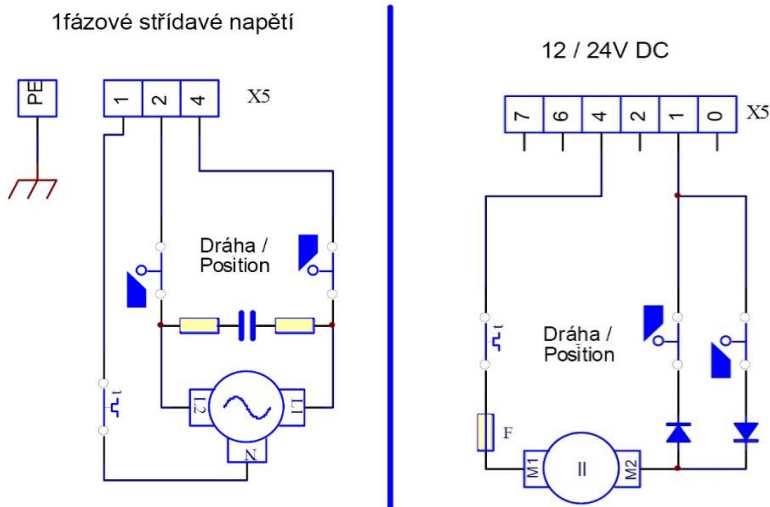 1fázové střídavé napětí
PE
1 2 4 X5
Dráha /
Position
t
L2 L1
N
12 / 24V DC
7 6 4 2 1 0 X5
Dráha /
Position
t
F
M1 II M2